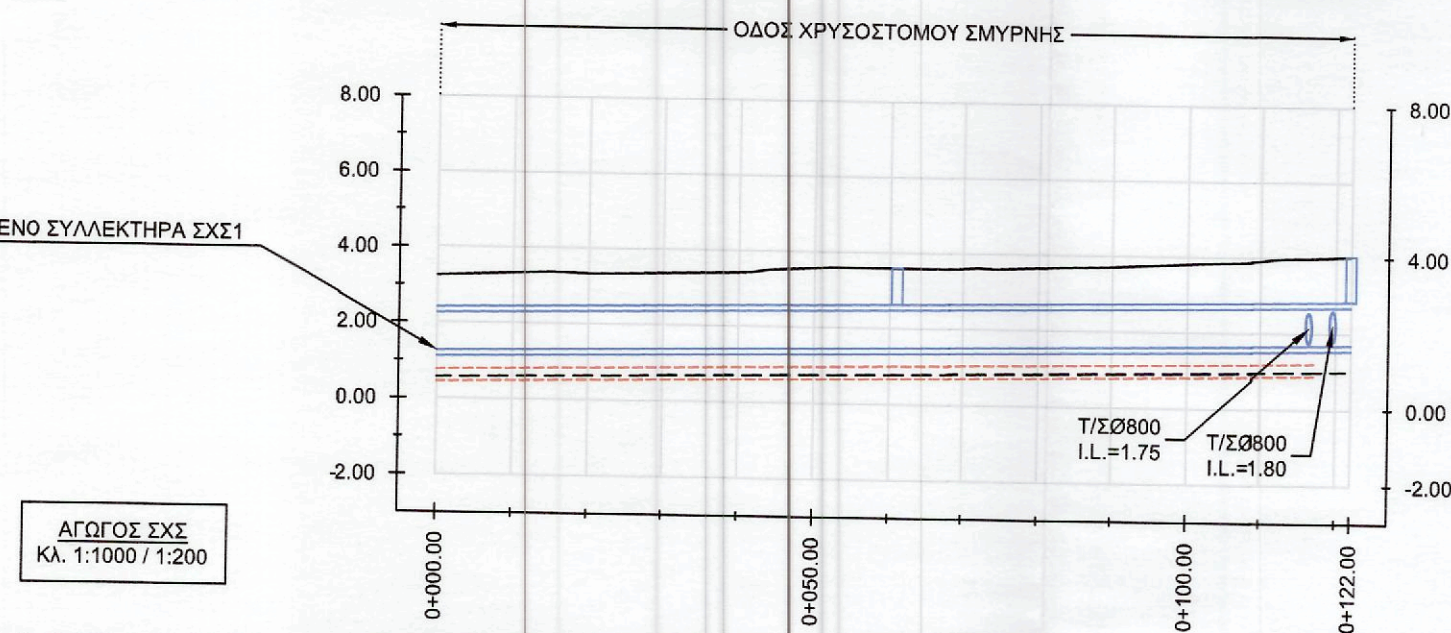 ΟΔΟΣ ΧΡΥΣΟΣΤΟΜΟΥ ΣΜΥΡΝΗΣ
8.00
8.00
6.00
ΕΝΟ ΣΥΛΛΕΚΤΗΡΑ ΣΧΣ1
4.00
4.00
2.00
0.00
0.00
Τ/ΣØ800
I.L.=1.75
Τ/ΣØ800
I.L.=1.80
-2.00
-2.00
ΑΓΩΓΟΣ ΣΧΣ
Κλ. 1:1000 / 1:200
0+000.00
0+050.00
0+100.00
0+122.00